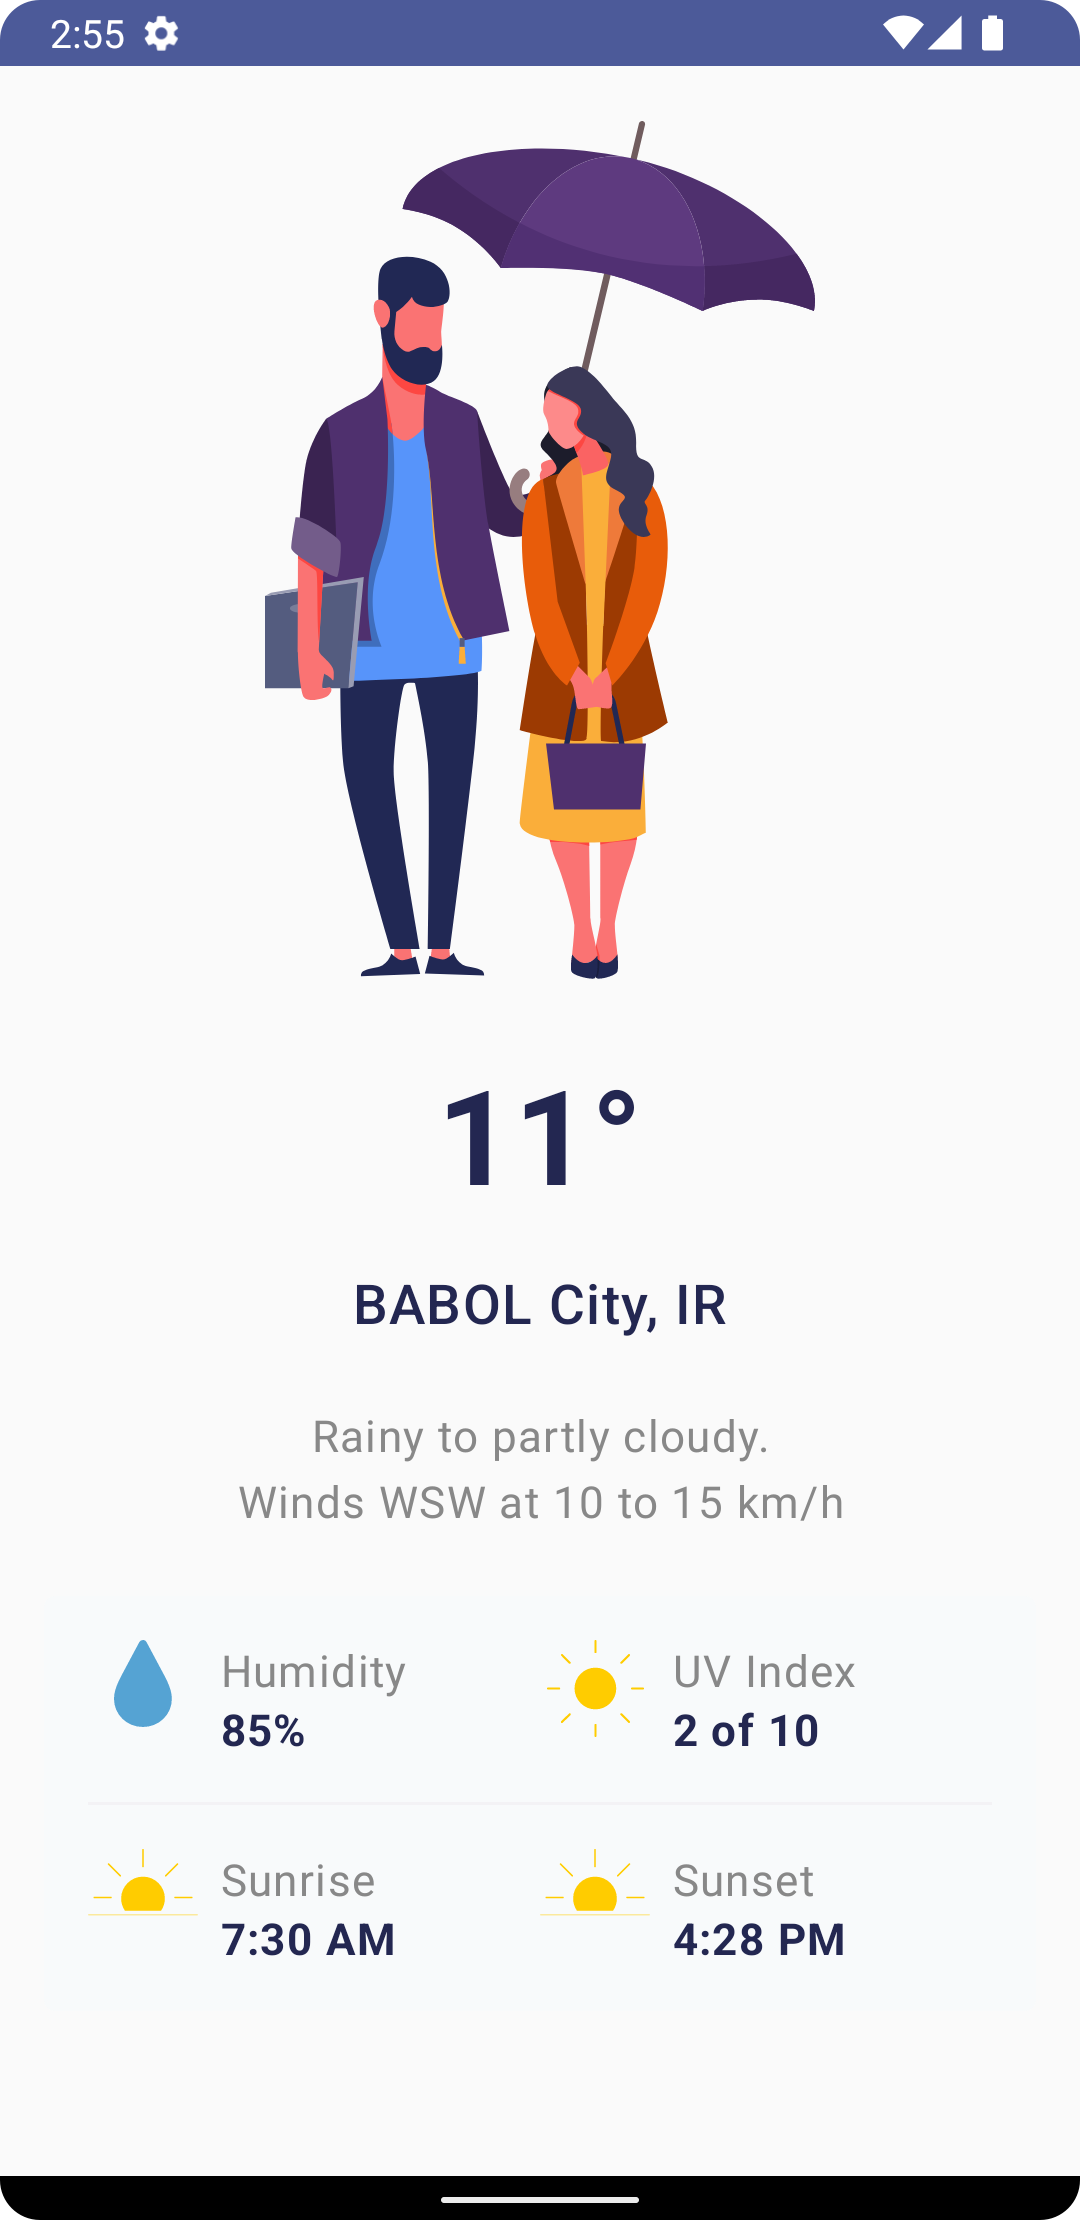 2:55
11°
BABOL City, IR
Rainy to partly cloudy.
Winds WSW at 10 to 15 km/h
Humidity
85%
UV Index
2 of 10
Sunrise
7:30 AM
Sunset
4:28 PM